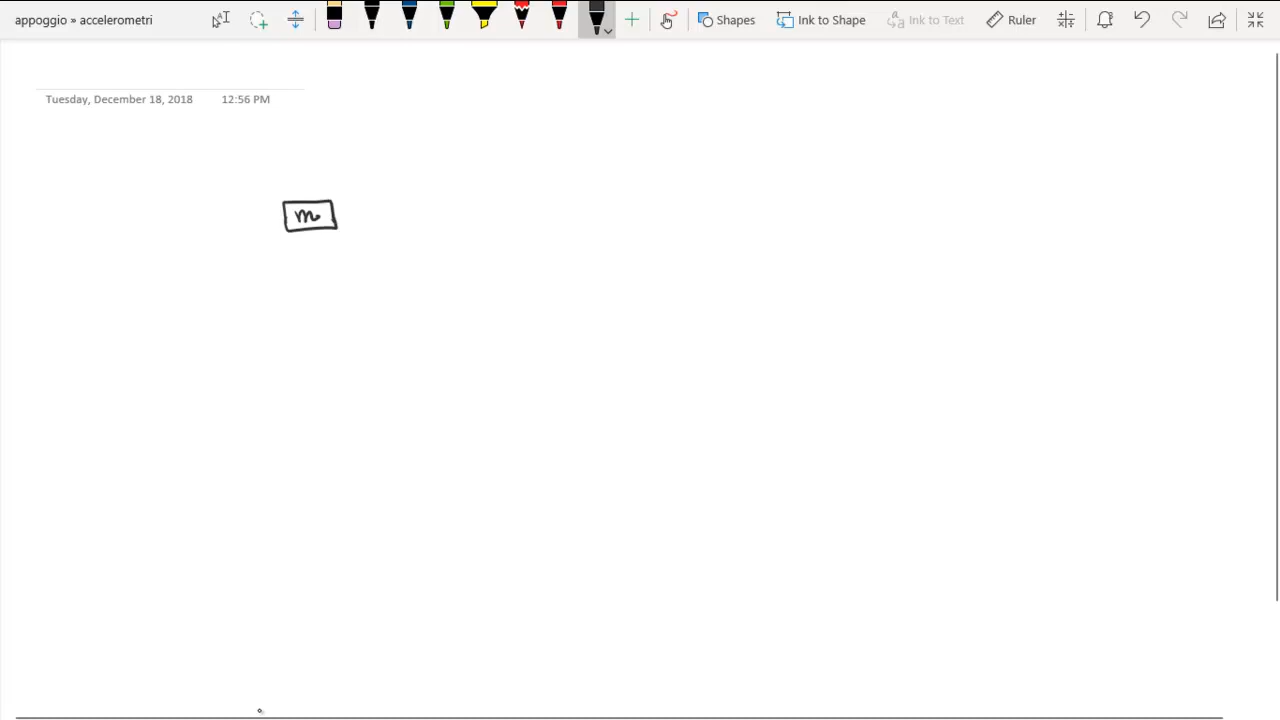 appoggio » accelerometri
Shapes
Ink to Shape
Ink to Text
Ruler
Tuesday, December 18, 2018 12:56 PM
m